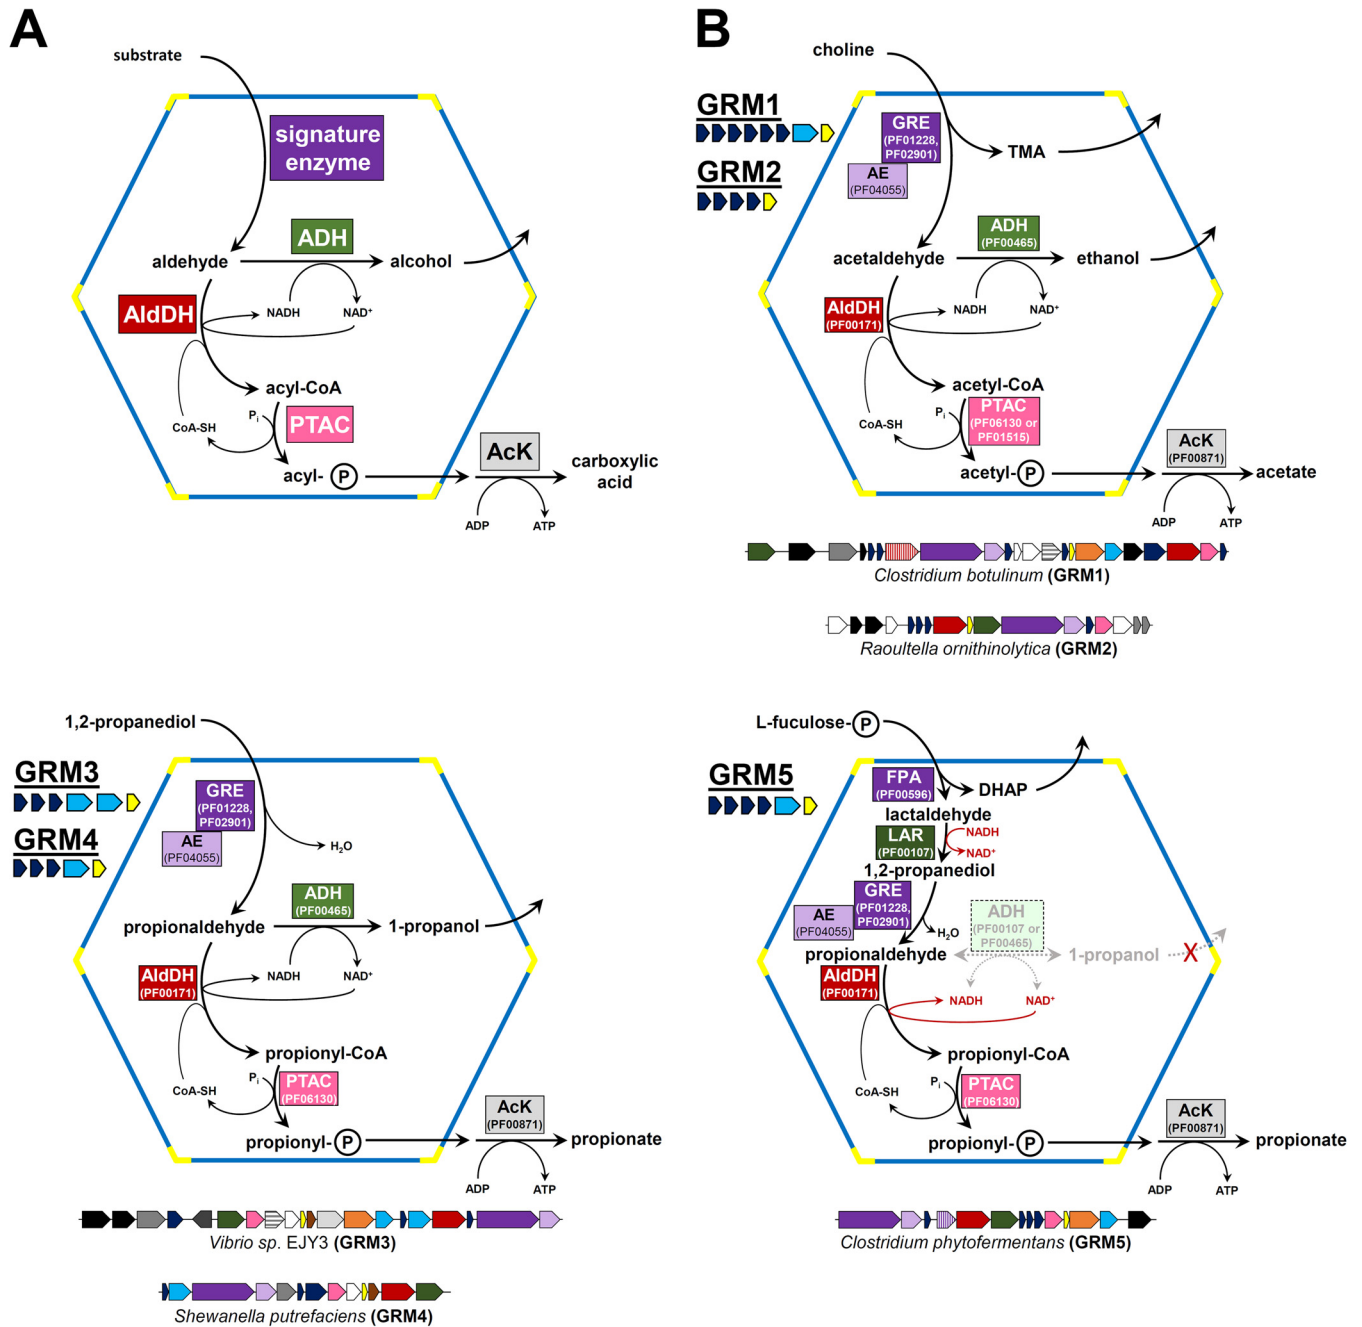 A
substrate
signature
enzyme
ADH
aldehyde
alcohol
AldDH
NADH
NAD+
acyl-CoA
Pi
PTAC
CoA-SH
acyl- P
AcK
carboxylic
acid
ADP
ATP
B
choline
GRM1
GRM2
GRE
(PF01228,
PF02901)
AE
(PF04055)
TMA
ADH
(PF00465)
acetaldehyde
ethanol
AldDH
(PF00171)
NADH
NAD+
acetyl-CoA
Pi
PTAC
(PF06130 or
PF01515)
CoA-SH
acetyl- P
AcK
(PF00871)
acetate
ADP
ATP
Clostridium botulinum (GRM1)
Raoultella ornithinolytica (GRM2)
1,2-propanediol
GRM3
GRM4
GRE
(PF01228,
PF02901)
AE
(PF04055)
H2O
ADH
(PF00465)
propionaldehyde
1-propanol
AldDH
(PF00171)
NADH
NAD+
propionyl-CoA
Pi
PTAC
(PF06130)
CoA-SH
propionyl- P
AcK
(PF00871)
propionate
ADP
ATP
Vibrio sp. EJY3 (GRM3)
Shewanella putrefaciens (GRM4)
L-fuculose- P
GRM5
FPA
(PF00596)
DHAP
lactaldehyde
LAR
(PF00107)
NADH
NAD+
1,2-propanediol
GRE
(PF01228,
PF02901)
AE
(PF04055)
H2O
ADH
(PF00107 or
PF00465)
propionaldehyde
1-propanol
X
AldDH
(PF00171)
NADH
NAD+
propionyl-CoA
Pi
PTAC
(PF06130)
CoA-SH
propionyl- P
AcK
(PF00871)
propionate
ADP
ATP
Clostridium phytofermentans (GRM5)